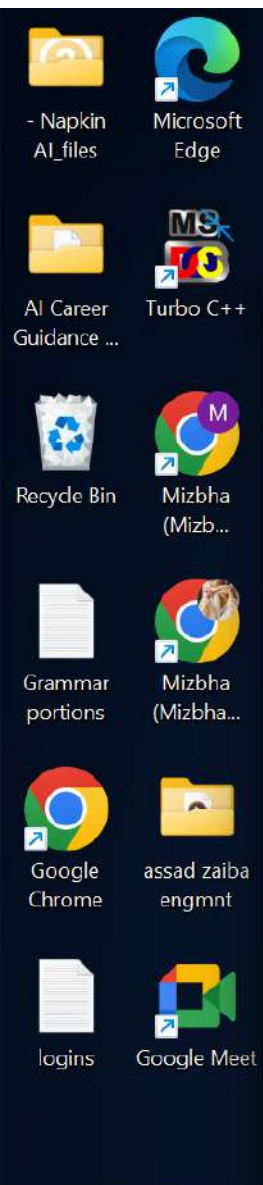 - Napkin
AI_files
Microsoft
Edge
AI Career
Guidance ...
MS
Turbo C++
Recycle Bin
M
Mizbha
(Mizb...
Grammar
portions
Mizbha
(Mizbha...
Google
Chrome
assad zaiba
engmnt
logins
Google Meet